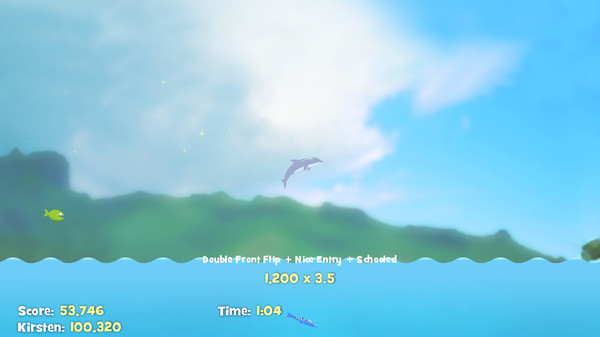 Double Front Flip + Nice Entry + Schooled
1,200 x 3.5
Score: 53,746
Time: 1:04
Kirsten: 100,320